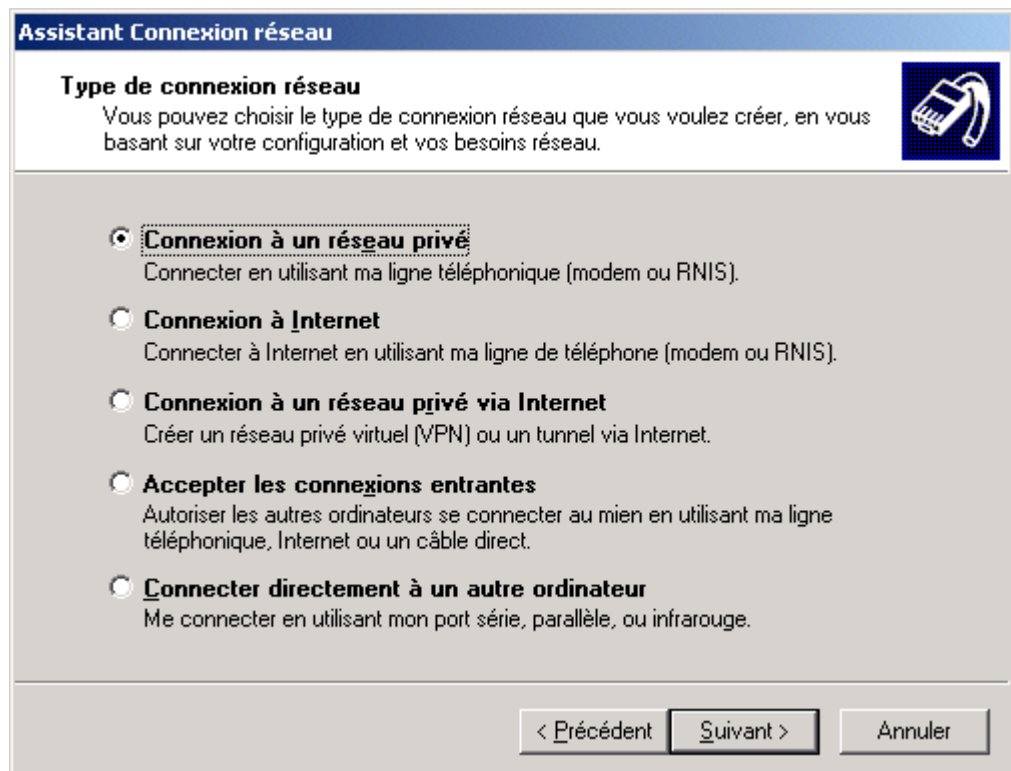 Assistant Connexion réseau
Type de connexion réseau
Vous pouvez choisir le type de connexion réseau que vous voulez créer, en vous
basant sur votre configuration et vos besoins réseau.
Connexion à un réseau privé
Connecter en utilisant ma ligne téléphonique (modem ou RNIS).
Connexion à Internet
Connecter à Internet en utilisant ma ligne de téléphone (modem ou RNIS).
Connexion à un réseau privé via Internet
Créer un réseau privé virtuel (VPN) ou un tunnel via Internet.
Accepter les connexions entrantes
Autoriser les autres ordinateurs se connecter au mien en utilisant ma ligne
téléphonique, Internet ou un câble direct.
Connecter directement à un autre ordinateur
Me connecter en utilisant mon port série, parallèle, ou infrarouge.
< Précédent Suivant > Annuler